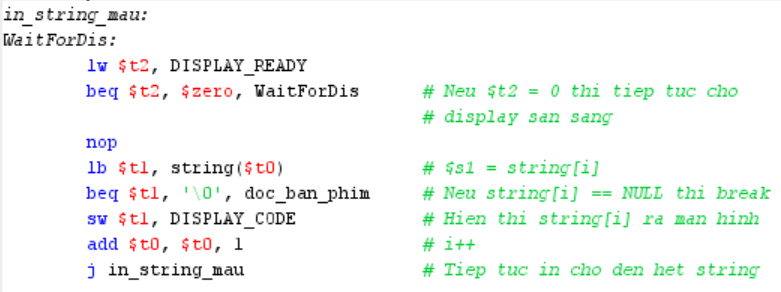 in_string_mau:
WaitForDis:
lw $t2, DISPLAY_READY
beq $t2, $zero, WaitForDis # Neu $t2 = 0 thi tiep tuc cho
# display san sang
nop
lb $t1, string($t0) # $s1 = string[i]
beq $t1, '\0', doc_ban_phim # Neu string[i] == NULL thi break
sw $t1, DISPLAY_CODE # Hien thi string[i] ra man hinh
add $t0, $t0, 1 # i++
j in_string_mau # Tiep tuc in cho den het string